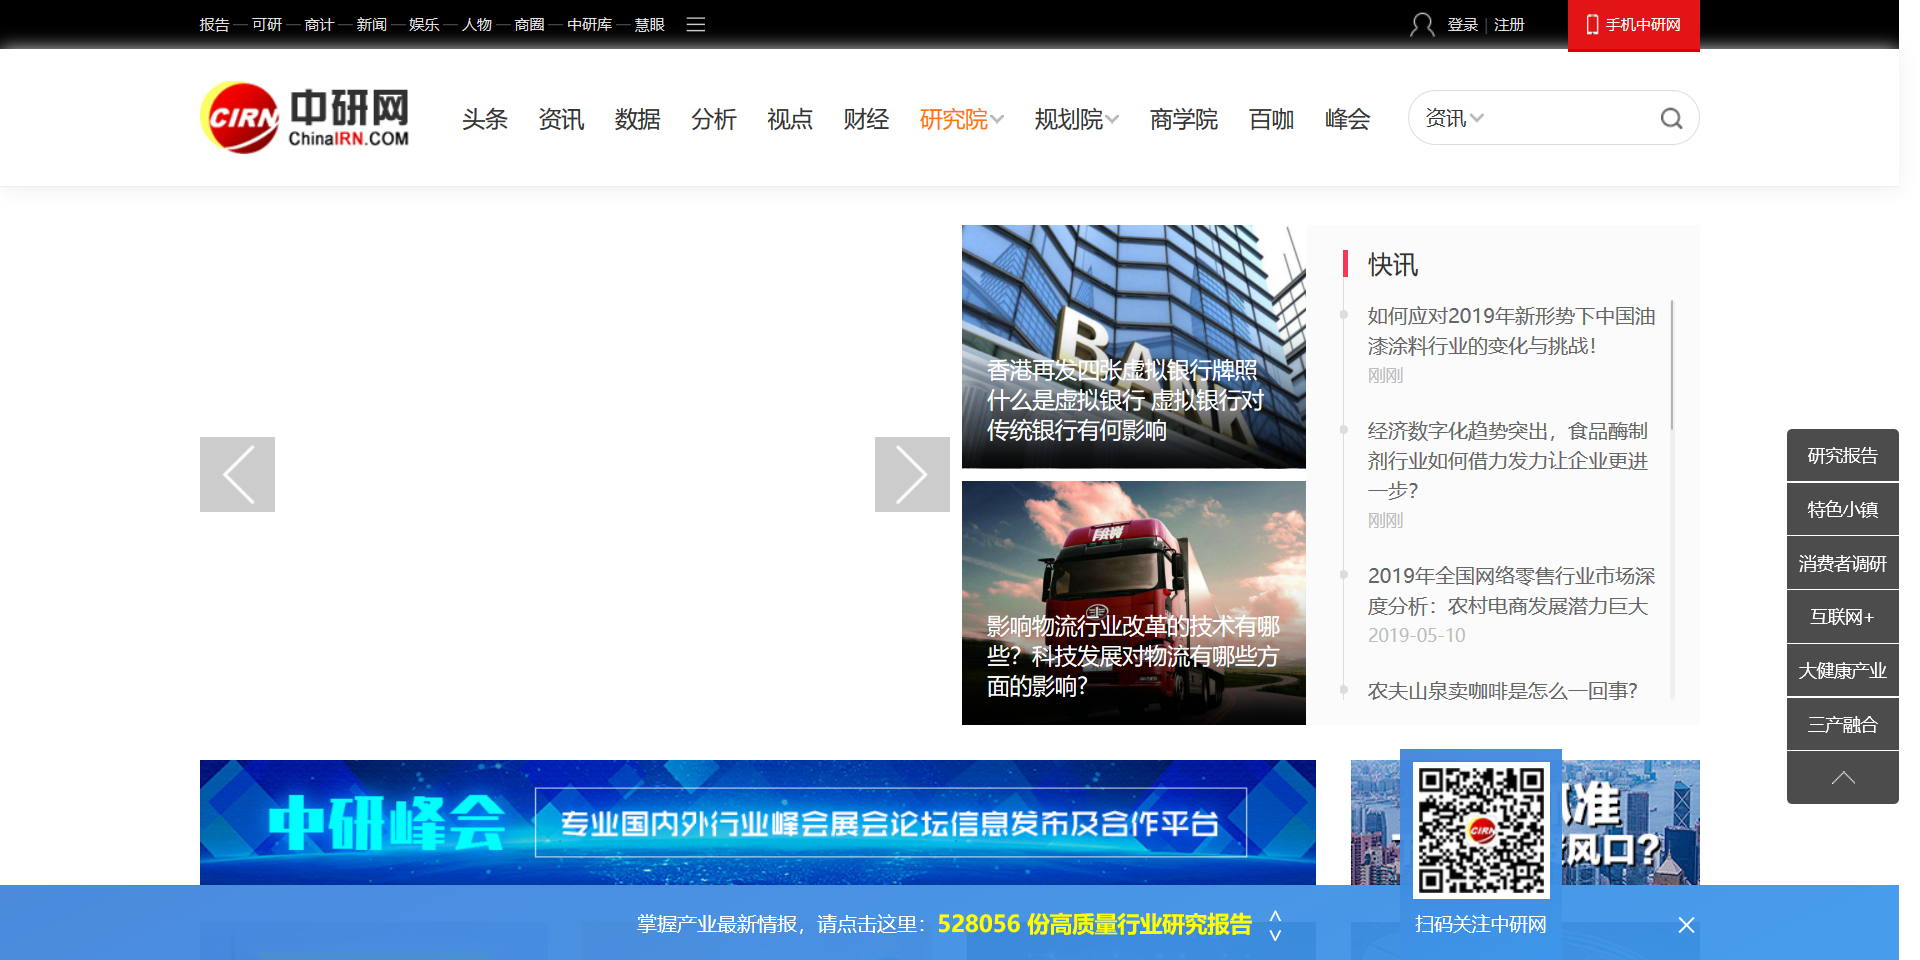 报告 — 可研 — 商计 — 新闻 — 娱乐 — 人物 — 商圈 — 中研库 — 慧眼
登录 | 注册
手机中研网
CIRN 中研网
ChinaIRN.COM
头条 资讯 数据 分析 视点 财经 研究院 规划院 商学院 百咖 峰会
资讯
BANK
香港再发四张虚拟银行牌照
什么是虚拟银行 虚拟银行对
传统银行有何影响
FAW
影响物流行业改革的技术有哪
些？科技发展对物流有哪些方
面的影响?
快讯
如何应对2019年新形势下中国油
漆涂料行业的变化与挑战！
刚刚
经济数字化趋势突出，食品酶制
剂行业如何借力发力让企业更进
一步？
刚刚
2019年全国网络零售行业市场深
度分析：农村电商发展潜力巨大
2019-05-10
农夫山泉卖咖啡是怎么一回事？
研究报告
特色小镇
消费者调研
互联网+
大健康产业
三产融合
中研峰会
专业国内外行业峰会展会论坛信息发布及合作平台
准
风口?
CIRN
掌握产业最新情报，请点击这里：528056 份高质量行业研究报告
扫码关注中研网